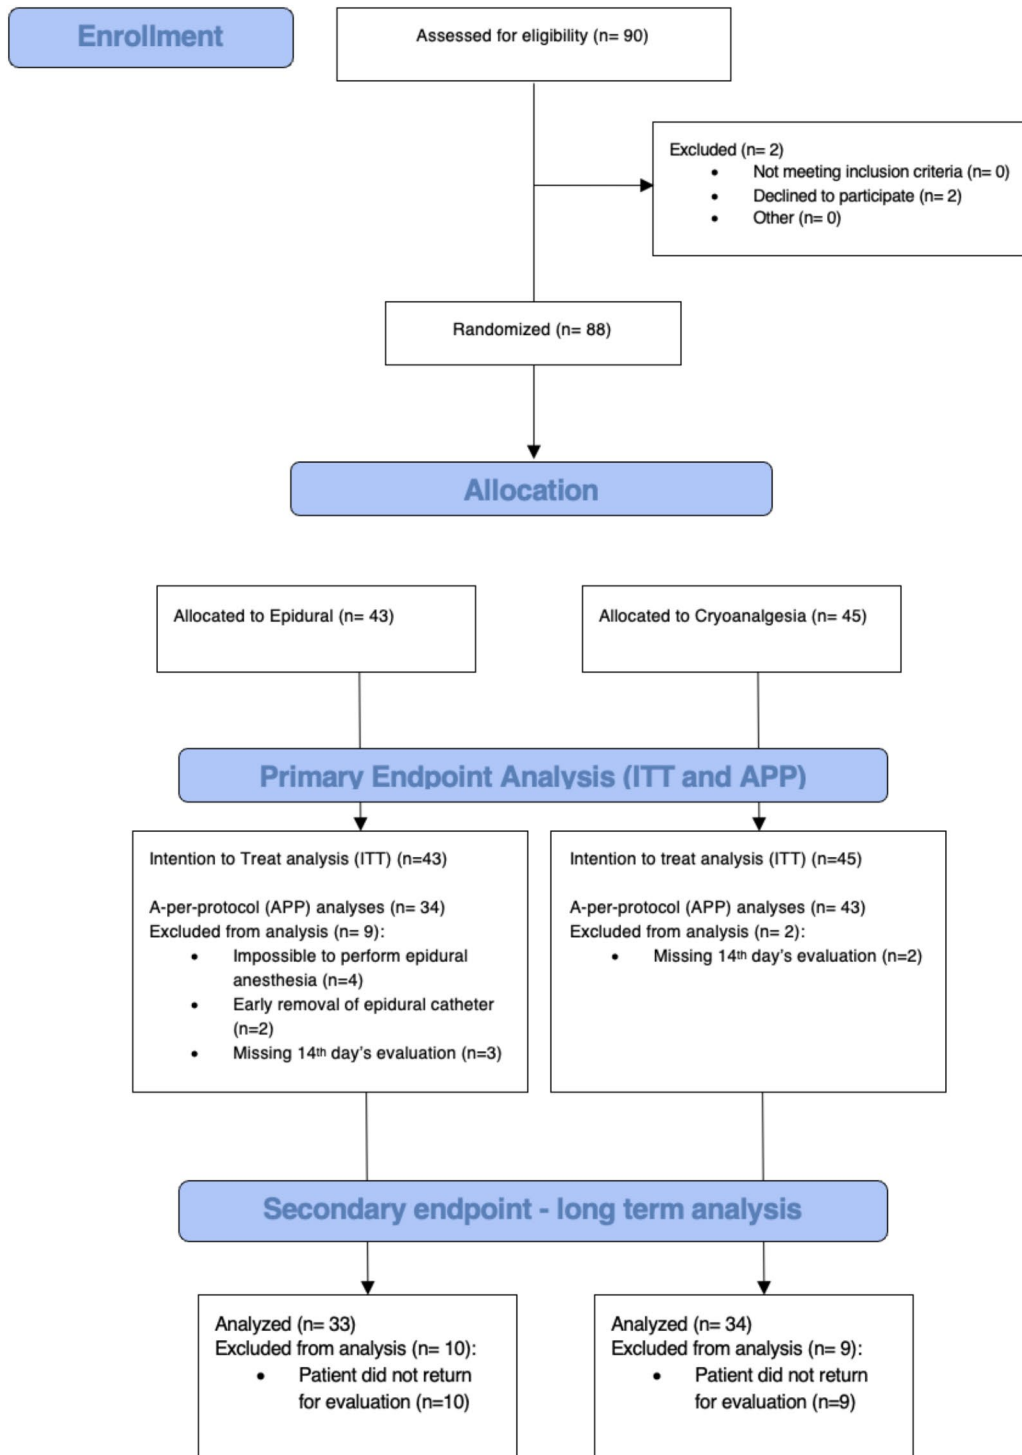 Enrollment
Assessed for eligibility (n= 90)
Excluded (n= 2)
• Not meeting inclusion criteria (n= 0)
• Declined to participate (n= 2)
• Other (n= 0)
Randomized (n= 88)
Allocation
Allocated to Epidural (n= 43)
Allocated to Cryoanalgesia (n= 45)
Primary Endpoint Analysis (ITT and APP)
Intention to Treat analysis (ITT) (n=43)
A-per-protocol (APP) analyses (n= 34)
Excluded from analysis (n= 9):
• Impossible to perform epidural
anesthesia (n=4)
• Early removal of epidural catheter
(n=2)
• Missing 14th day's evaluation (n=3)
Intention to treat analysis (ITT) (n=45)
A-per-protocol (APP) analyses (n= 43)
Excluded from analysis (n= 2):
• Missing 14th day's evaluation (n=2)
Secondary endpoint - long term analysis
Analyzed (n= 33)
Excluded from analysis (n= 10):
• Patient did not return
for evaluation (n=10)
Analyzed (n= 34)
Excluded from analysis (n= 9):
• Patient did not return
for evaluation (n=9)